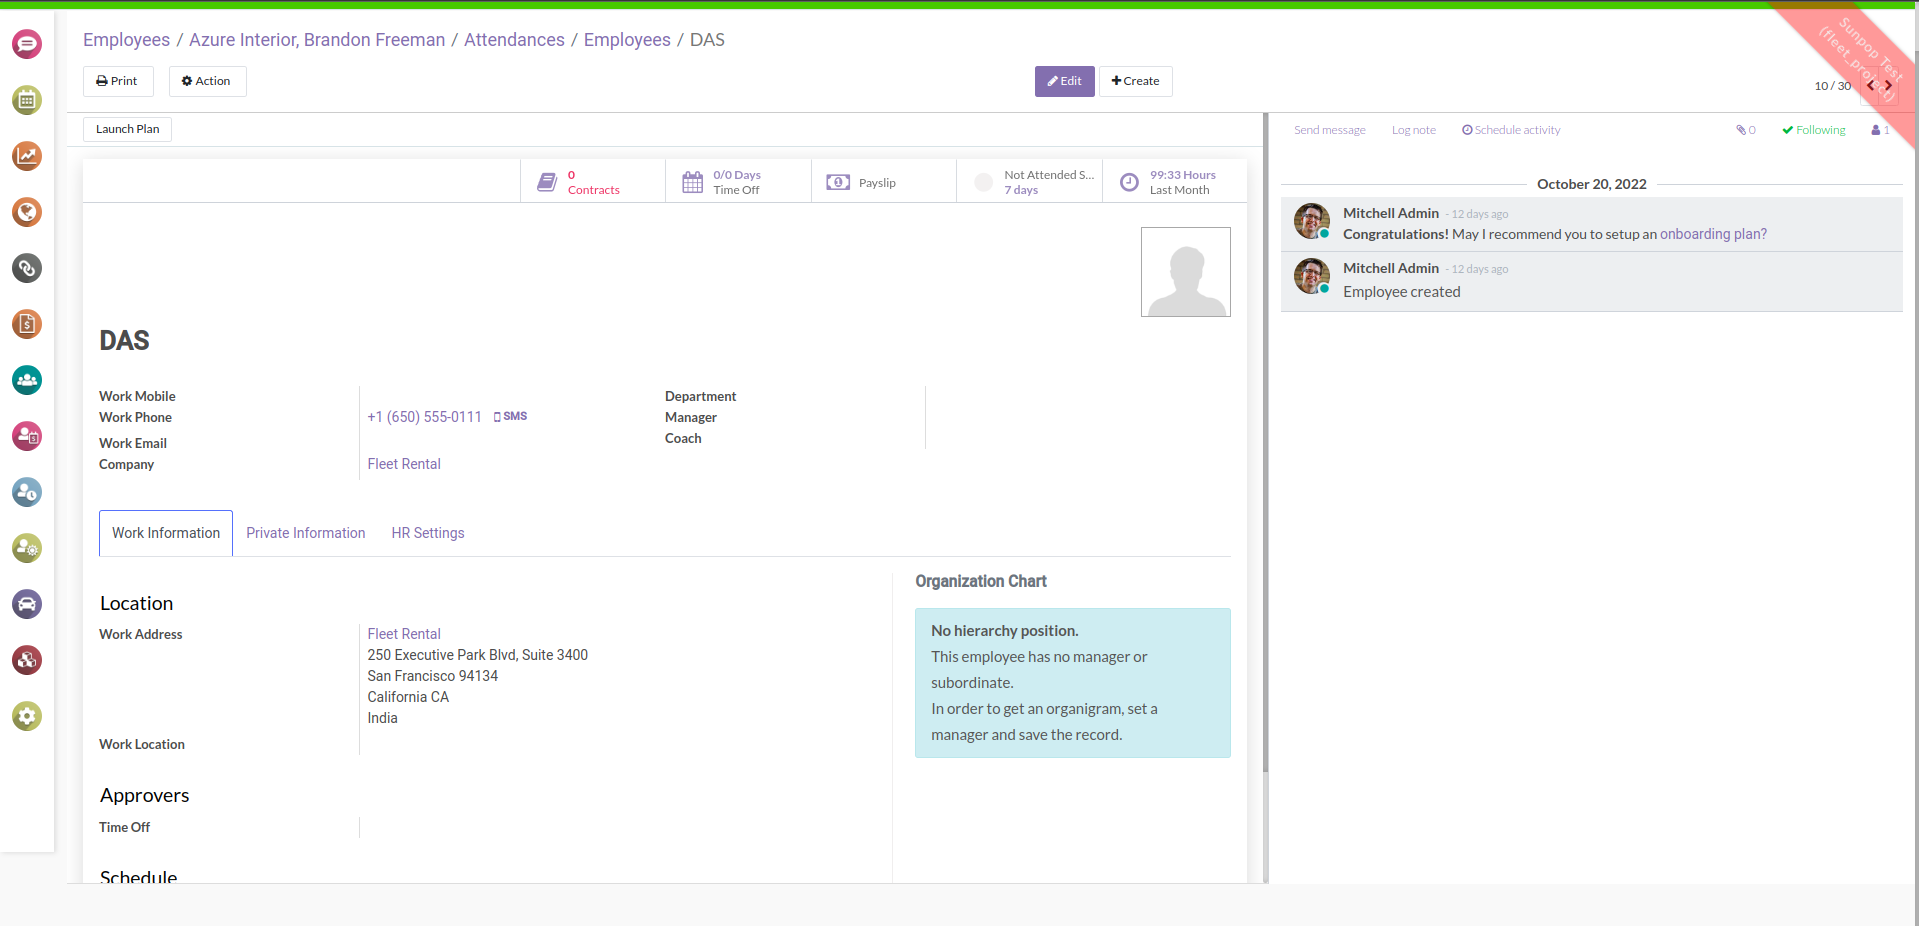 Employees / Azure Interior, Brandon Freeman / Attendances / Employees / DAS
Print
Action
Edit
Create
10 / 30
Sunpop Test
(fleet_project)
Launch Plan
Send message
Log note
Schedule activity
0
Following
1
0
Contracts
0/0 Days
Time Off
Payslip
Not Attended S...
7 days
99:33 Hours
Last Month
October 20, 2022
Mitchell Admin - 12 days ago
Congratulations! May I recommend you to setup an onboarding plan?
Mitchell Admin - 12 days ago
Employee created
DAS
Work Mobile
Work Phone +1 (650) 555-0111 SMS
Work Email
Company Fleet Rental
Department
Manager
Coach
Work Information
Private Information
HR Settings
Location
Work Address Fleet Rental
250 Executive Park Blvd, Suite 3400
San Francisco 94134
California CA
India
Work Location
Approvers
Time Off
Schedule
Organization Chart
No hierarchy position.
This employee has no manager or
subordinate.
In order to get an organigram, set a
manager and save the record.